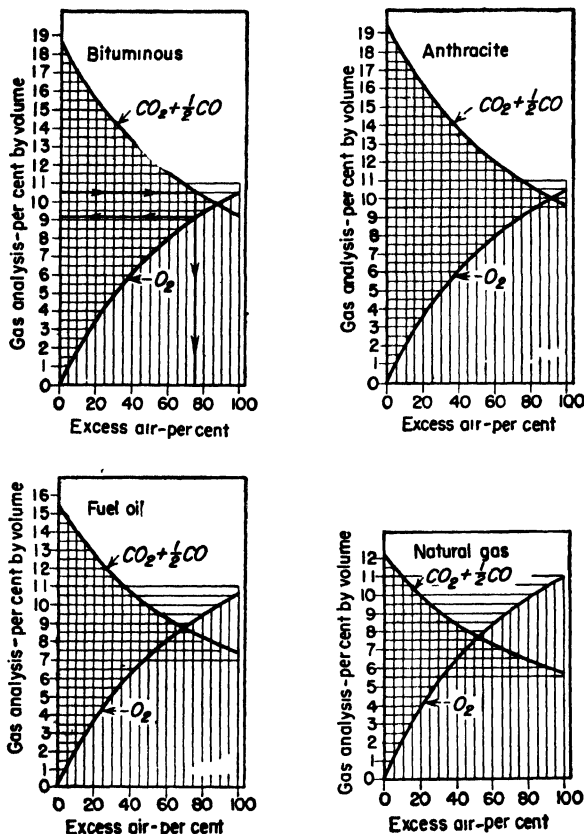 Bituminous
Gas analysis-per cent by volume
19
18
17
16
15
14
13
12
11
10
9
8
7
6
5
4
3
2
1
0
CO₂+½CO
O₂
0 20 40 60 80 100
Excess air-per cent
Anthracite
Gas analysis-per cent by volume
19
18
17
16
15
14
13
12
11
10
9
8
7
6
5
4
3
2
1
0
CO₂+½CO
O₂
0 20 40 60 80 100
Excess air-per cent
Fuel oil
Gas analysis-per cent by volume
16
15
14
13
12
11
10
9
8
7
6
5
4
3
2
1
0
CO₂+½CO
O₂
0 20 40 60 80 100
Excess air-per cent
Natural gas
Gas analysis-per cent by volume
12
11
10
9
8
7
6
5
4
3
2
1
0
CO₂+½CO
O₂
0 20 40 60 80 100
Excess air-per cent